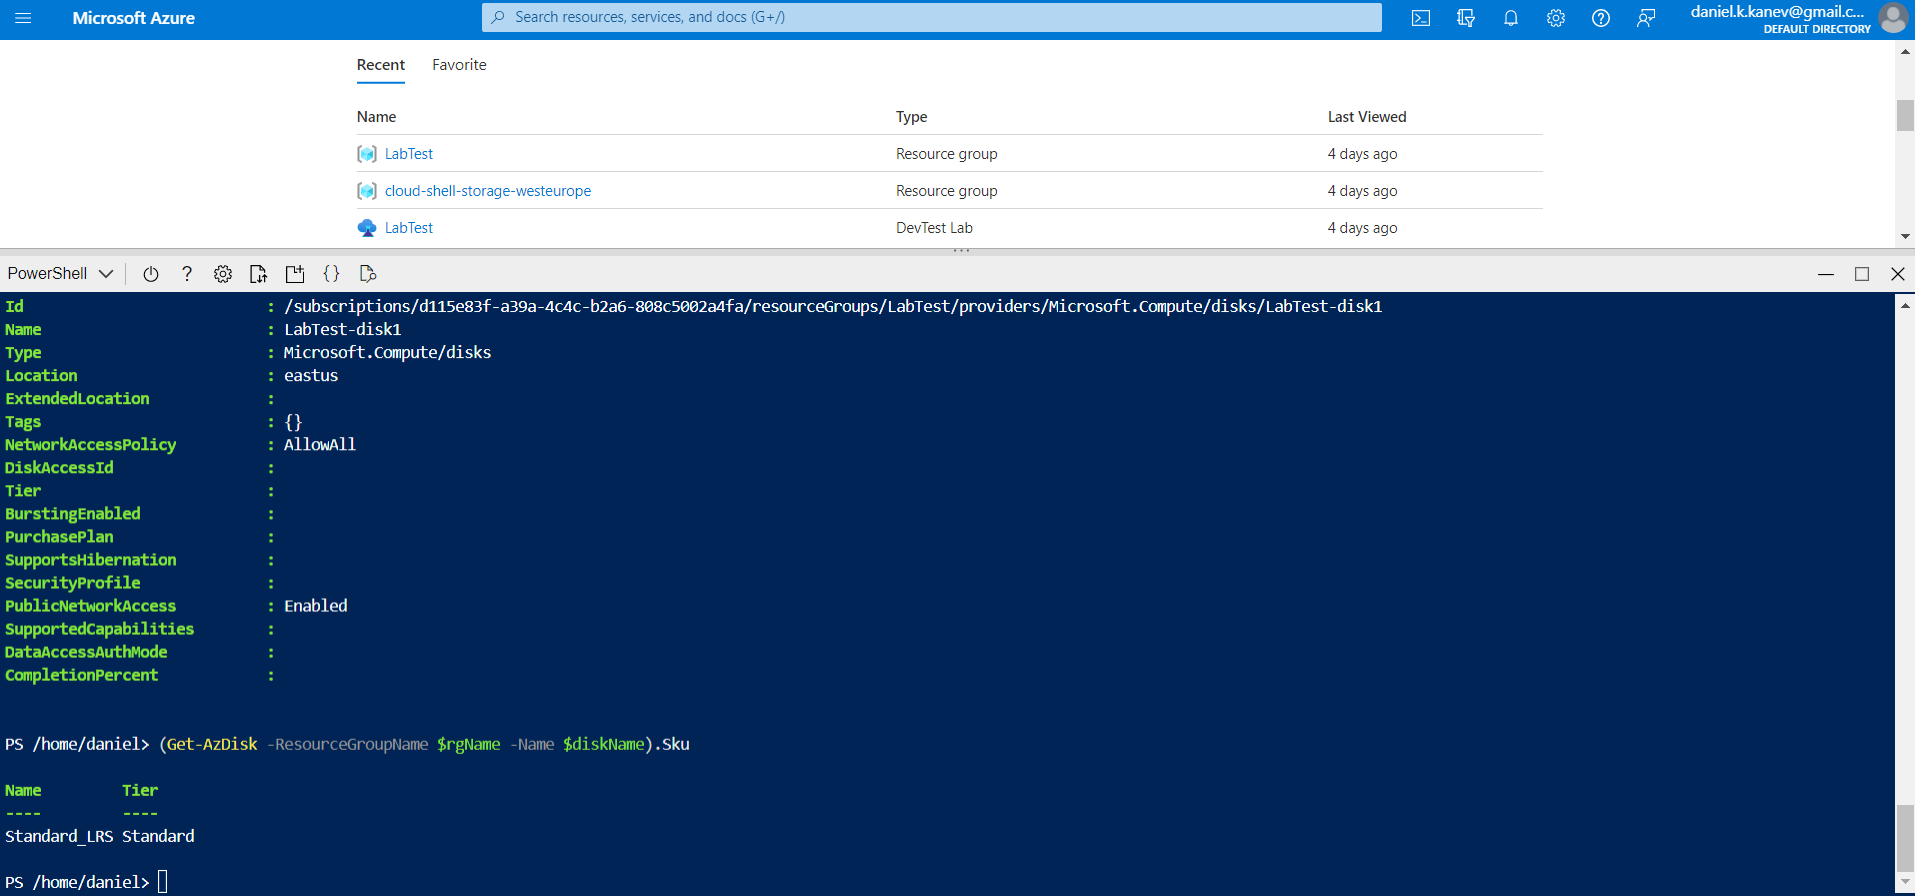 Microsoft Azure
Search resources, services, and docs (G+/)
daniel.k.kanev@gmail.c...
DEFAULT DIRECTORY
Recent Favorite
Name Type Last Viewed
LabTest Resource group 4 days ago
cloud-shell-storage-westeurope Resource group 4 days ago
LabTest DevTest Lab 4 days ago
PowerShell
Id : /subscriptions/d115e83f-a39a-4c4c-b2a6-808c5002a4fa/resourceGroups/LabTest/providers/Microsoft.Compute/disks/LabTest-disk1
Name : LabTest-disk1
Type : Microsoft.Compute/disks
Location : eastus
ExtendedLocation :
Tags : {}
NetworkAccessPolicy : AllowAll
DiskAccessId :
Tier :
BurstingEnabled :
PurchasePlan :
SupportsHibernation :
SecurityProfile :
PublicNetworkAccess : Enabled
SupportedCapabilities :
DataAccessAuthMode :
CompletionPercent :
PS /home/daniel> (Get-AzDisk -ResourceGroupName $rgName -Name $diskName).Sku
Name Tier
---- ----
Standard_LRS Standard
PS /home/daniel>